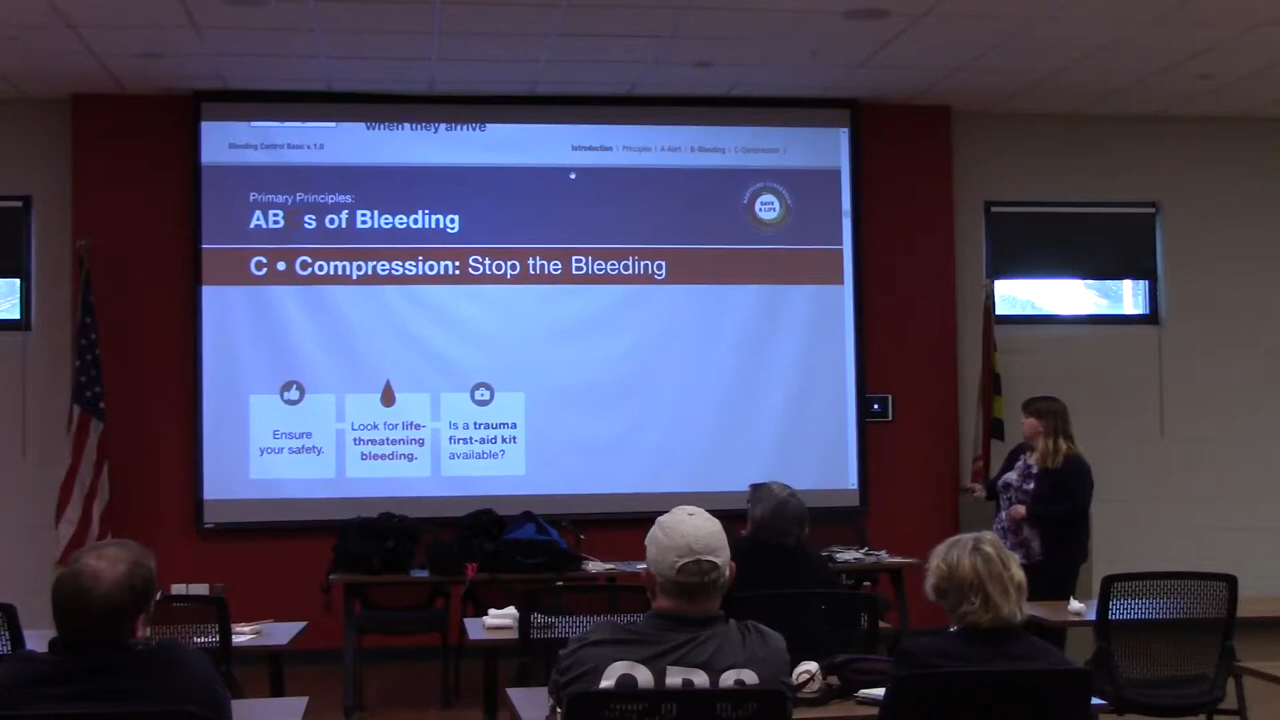 when they arrive
Bleeding Control Basic v. 1.0
Introduction | Principles | A-Alert | B-Bleeding | C-Compression |
Primary Principles:
AB s of Bleeding
SAVE
A LIFE
C • Compression: Stop the Bleeding
Ensure
your safety.
Look for life-
threatening
bleeding.
Is a trauma
first-aid kit
available?